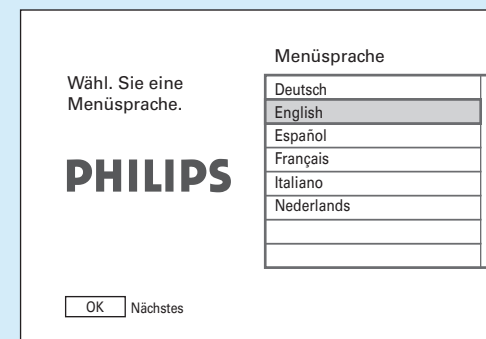 Menüsprache
Wähl. Sie eine
Menüsprache.
PHILIPS
Deutsch
English
Español
Français
Italiano
Nederlands
OK Nächstes